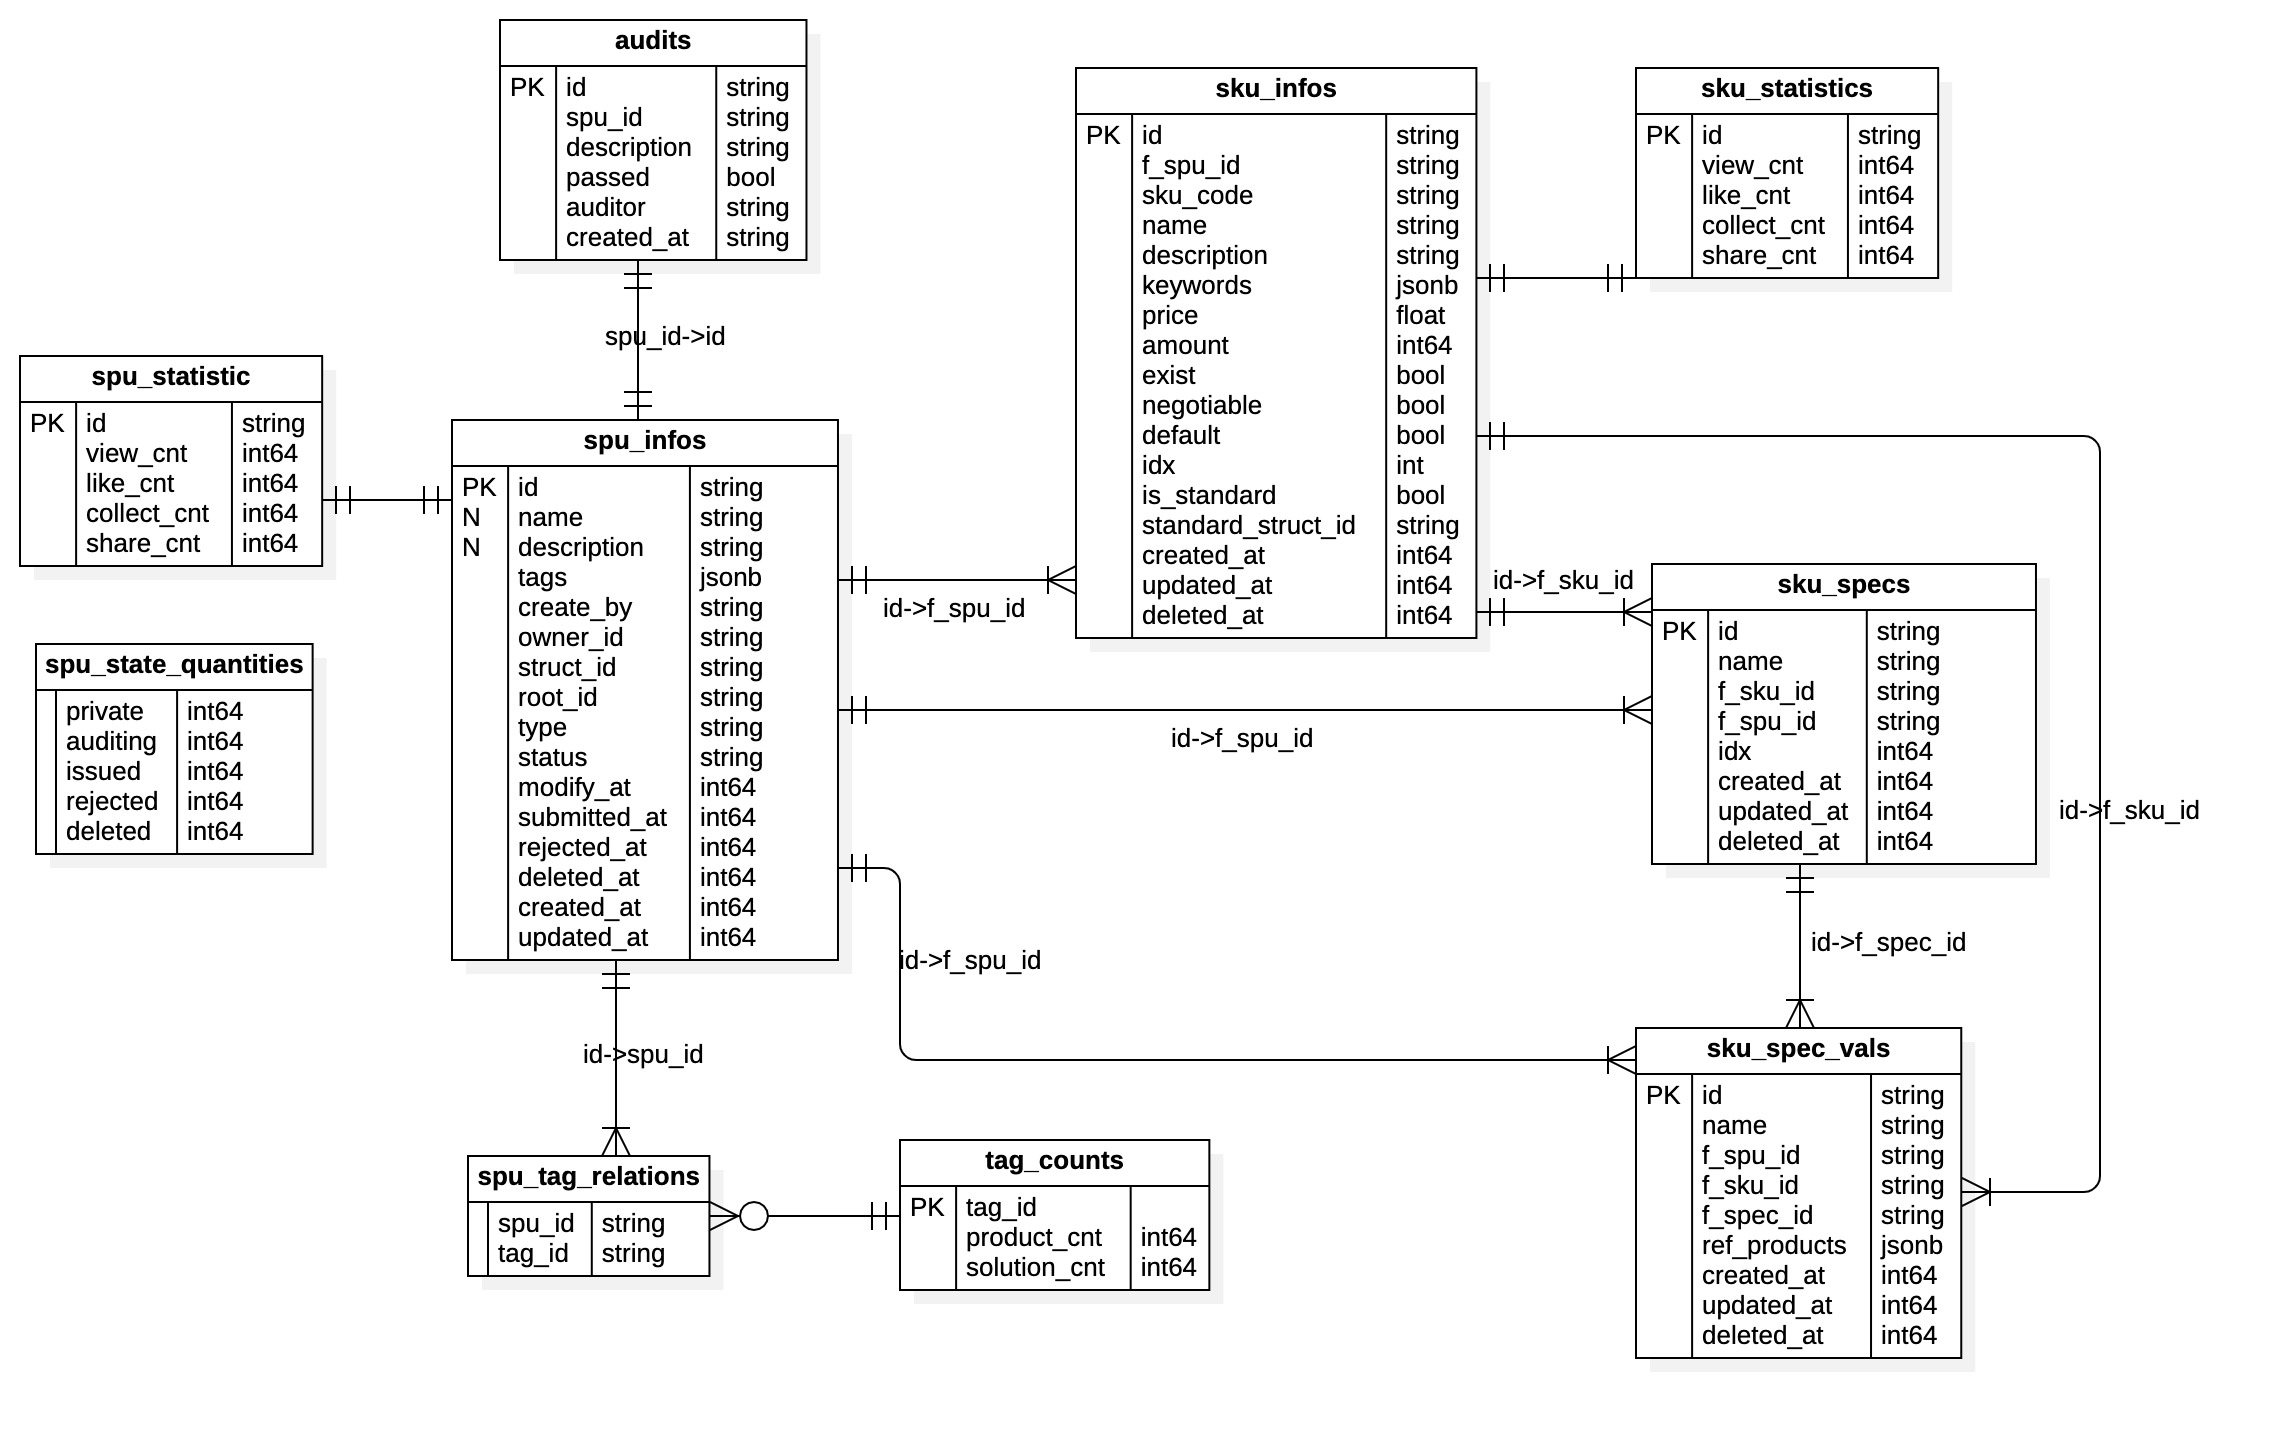 audits
PK id string
spu_id string
description string
passed bool
auditor string
created_at string
spu_id->id
sku_infos
PK id string
f_spu_id string
sku_code string
name string
description string
keywords jsonb
price float
amount int64
exist bool
negotiable bool
default bool
idx int
is_standard bool
standard_struct_id string
created_at int64
updated_at int64
deleted_at int64
sku_statistics
PK id string
view_cnt int64
like_cnt int64
collect_cnt int64
share_cnt int64
spu_statistic
PK id string
view_cnt int64
like_cnt int64
collect_cnt int64
share_cnt int64
spu_infos
PK id string
N name string
N description string
tags jsonb
create_by string
owner_id string
struct_id string
root_id string
type string
status string
modify_at int64
submitted_at int64
rejected_at int64
deleted_at int64
created_at int64
updated_at int64
id->f_spu_id
id->f_sku_id
sku_specs
PK id string
name string
f_sku_id string
f_spu_id string
idx int64
created_at int64
updated_at int64
deleted_at int64
spu_state_quantities
private int64
auditing int64
issued int64
rejected int64
deleted int64
id->f_spu_id
id->f_sku_id
id->f_spu_id
id->f_spec_id
id->spu_id
sku_spec_vals
PK id string
name string
f_spu_id string
f_sku_id string
f_spec_id string
ref_products jsonb
created_at int64
updated_at int64
deleted_at int64
spu_tag_relations
spu_id string
tag_id string
tag_counts
PK tag_id
product_cnt int64
solution_cnt int64